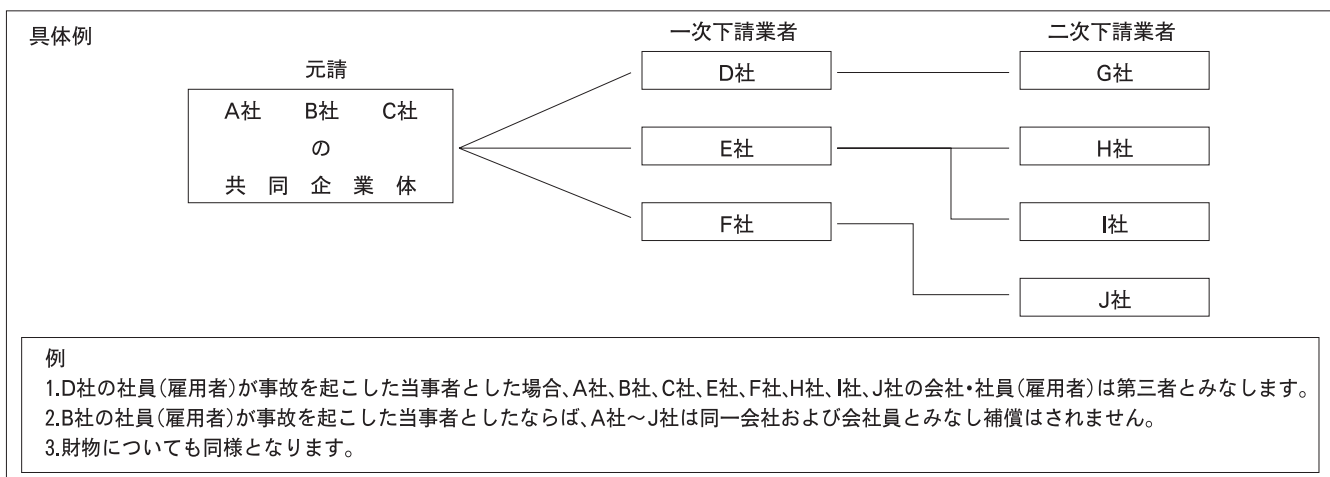 具体例
元請
A社 B社 C社
の
共同企業体
一次下請業者
D社
E社
F社
二次下請業者
G社
H社
I社
J社
例
1.D社の社員(雇用者)が事故を起こした当事者とした場合、A社、B社、C社、E社、F社、H社、I社、J社の会社・社員(雇用者)は第三者とみなします。
2.B社の社員(雇用者)が事故を起こした当事者としたならば、A社～J社は同一会社および会社員とみなし補償はされません。
3.財物についても同様となります。